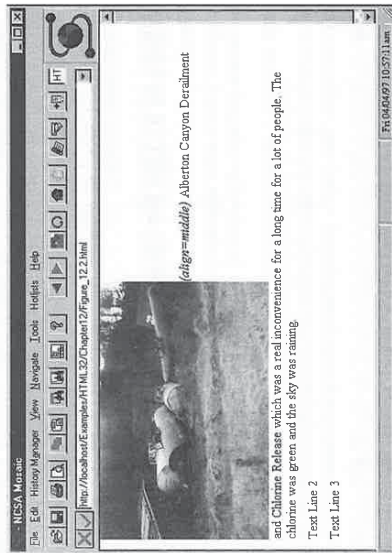 - NCSA Mosaic
File Edit History Manager View Navigate Tools Hotlists Help
HT
http://localhost/Examples/HTML32/Chapter12/Figure_12.2.html
(align=middle) Alberton Canyon Derailment
and Chlorine Release which was a real inconvenience for a long time for a lot of people. The
chlorine was green and the sky was raining.
Text Line 2
Text Line 3
Fri 04/04/97 10:57:11am